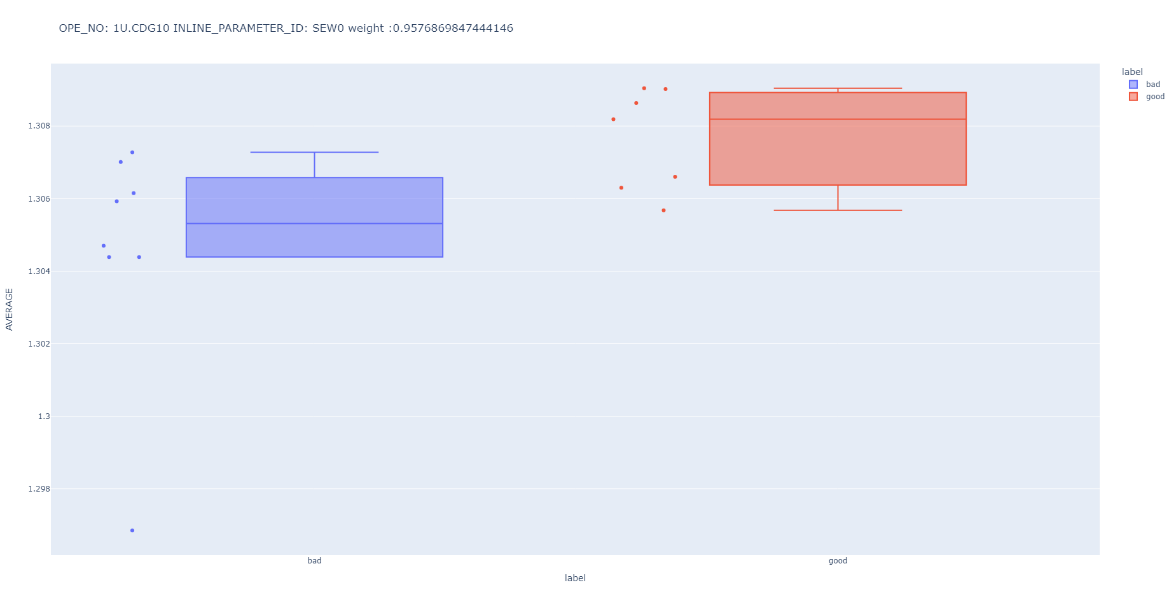 OPE_NO: 1U.CDG10 INLINE_PARAMETER_ID: SEW0 weight :0.9576869847444146
label
bad
good
1.308
1.306
1.304
1.302
1.3
1.298
AVERAGE
bad
good
label